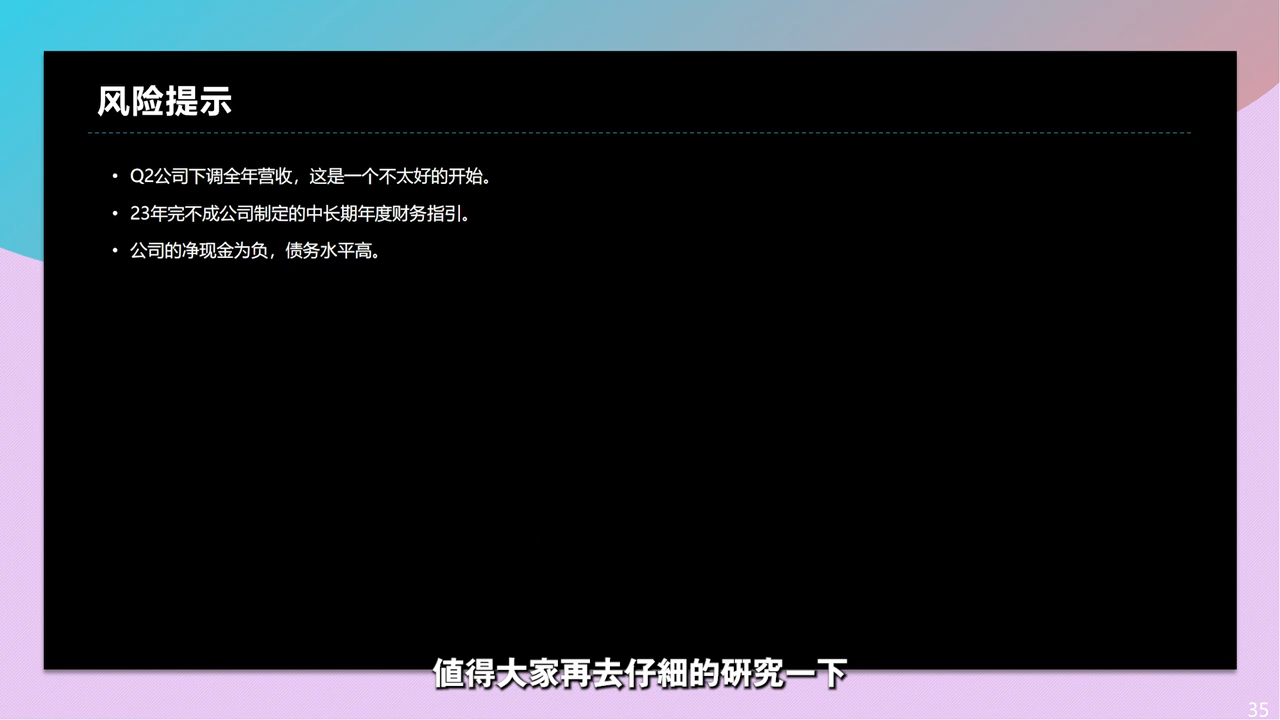 风险提示
• Q2公司下调全年营收，这是一个不太好的开始。
• 23年完不成公司制定的中长期年度财务指引。
• 公司的净现金为负，债务水平高。
值得大家再去仔細的研究一下
35